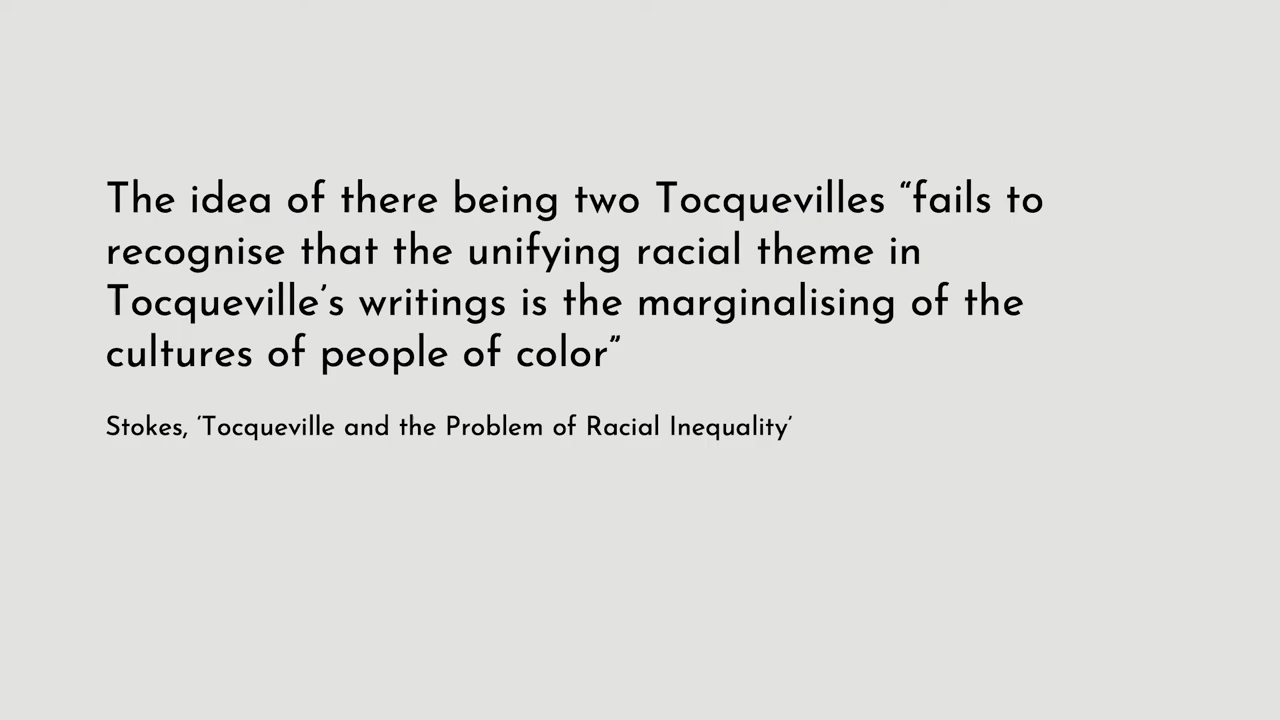 The idea of there being two Tocquevilles “fails to
recognise that the unifying racial theme in
Tocqueville’s writings is the marginalising of the
cultures of people of color”
Stokes, ‘Tocqueville and the Problem of Racial Inequality’